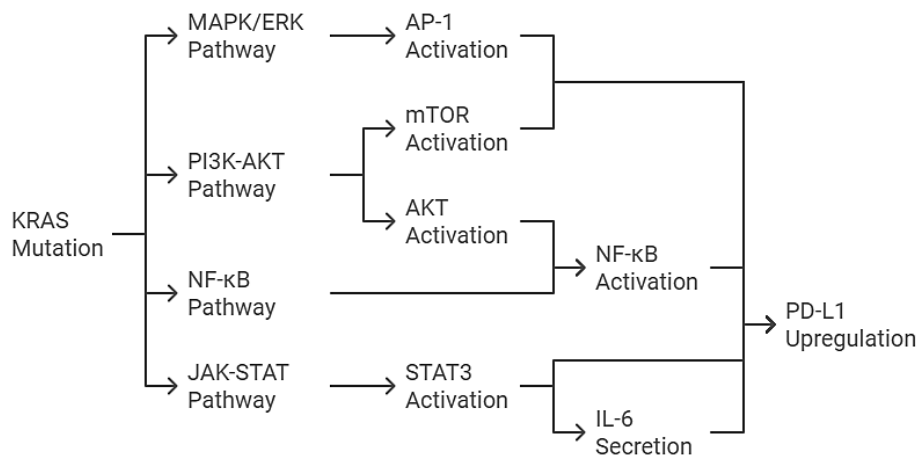 MAPK/ERK
Pathway
AP-1
Activation
mTOR
Activation
PI3K-AKT
Pathway
AKT
Activation
KRAS
Mutation
NF-κB
Activation
NF-κB
Pathway
PD-L1
Upregulation
JAK-STAT
Pathway
STAT3
Activation
IL-6
Secretion